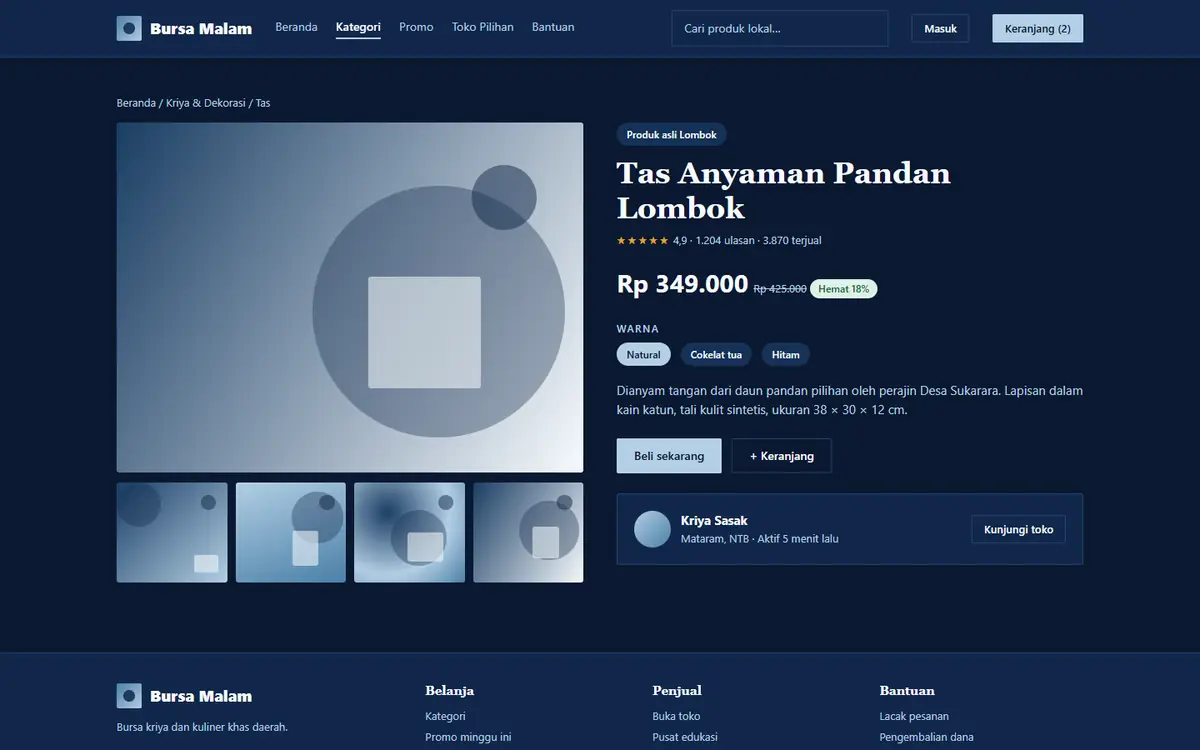 Bursa Malam
Beranda
Kategori
Promo
Toko Pilihan
Bantuan
Cari produk lokal...
Masuk
Keranjang (2)
Beranda / Kriya & Dekorasi / Tas
Produk asli Lombok
Tas Anyaman Pandan
Lombok
★★★★★ 4,9 · 1.204 ulasan · 3.870 terjual
Rp 349.000 Rp 425.000 Hemat 18%
WARNA
Natural
Cokelat tua
Hitam
Dianyam tangan dari daun pandan pilihan oleh perajin Desa Sukarara. Lapisan dalam
kain katun, tali kulit sintetis, ukuran 38 × 30 × 12 cm.
Beli sekarang
+ Keranjang
Kriya Sasak
Mataram, NTB · Aktif 5 menit lalu
Kunjungi toko
Bursa Malam
Bursa kriya dan kuliner khas daerah.
Belanja
Kategori
Promo minggu ini
Penjual
Buka toko
Pusat edukasi
Bantuan
Lacak pesanan
Pengembalian dana